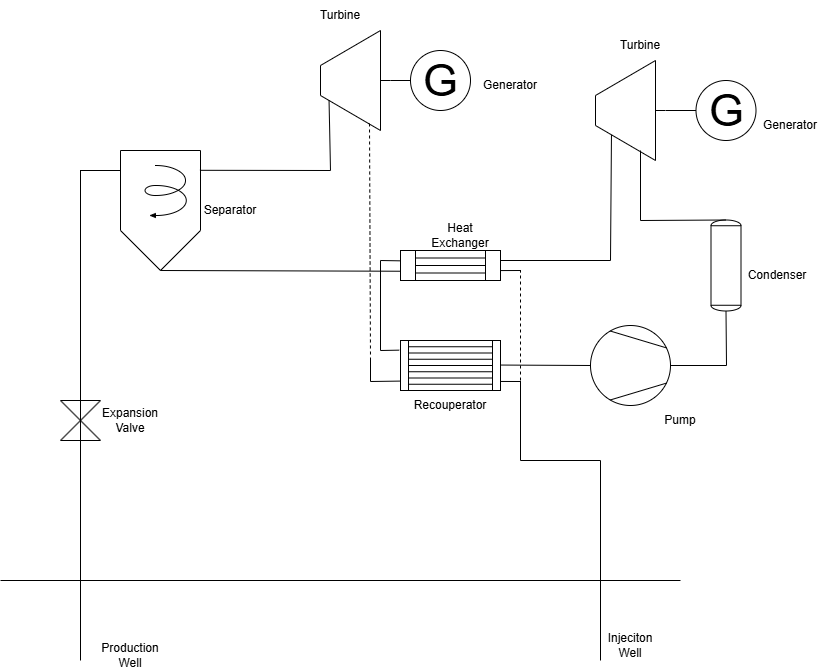 Turbine
Turbine
G
Generator
G
Generator
Separator
Heat
Exchanger
Condenser
Recouperator
Expansion
Valve
Pump
Production
Well
Injeciton
Well